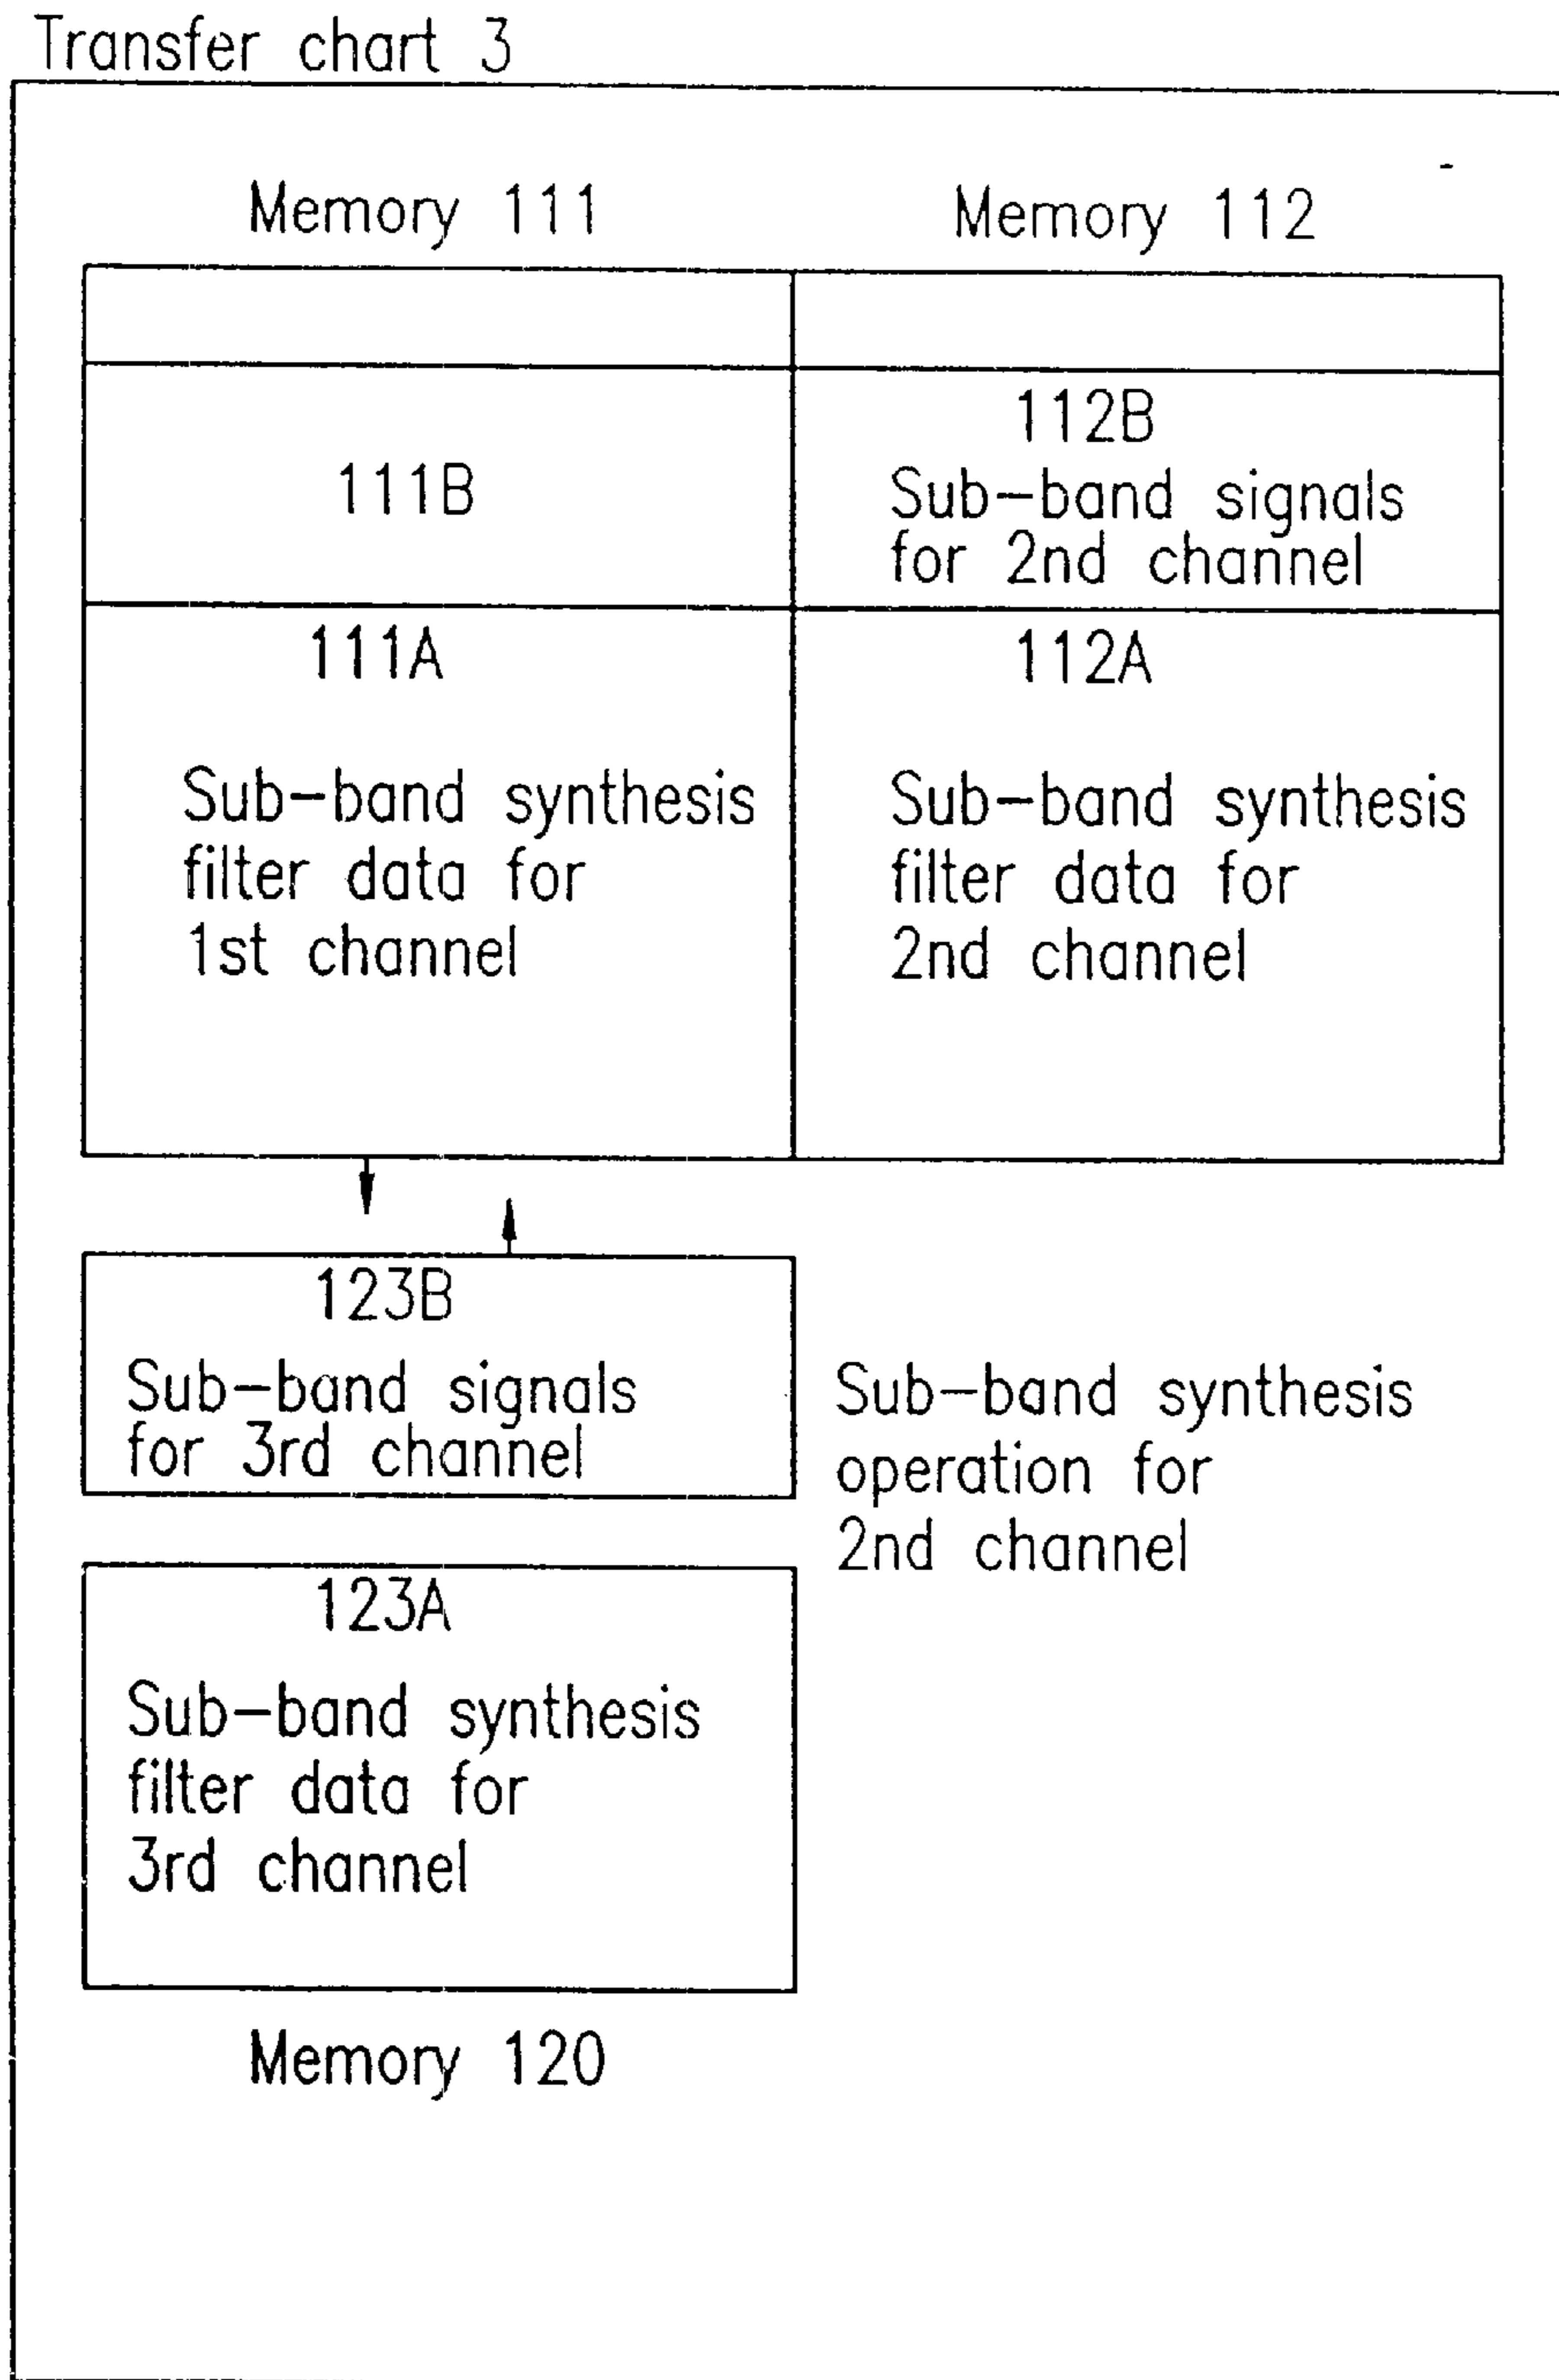 Transfer chart 3
Memory 111
Memory 112
111B
112B
Sub-band signals
for 2nd channel
111A
Sub-band synthesis
filter data for
1st channel
112A
Sub-band synthesis
filter data for
2nd channel
123B
Sub-band signals
for 3rd channel
Sub-band synthesis
operation for
2nd channel
123A
Sub-band synthesis
filter data for
3rd channel
Memory 120